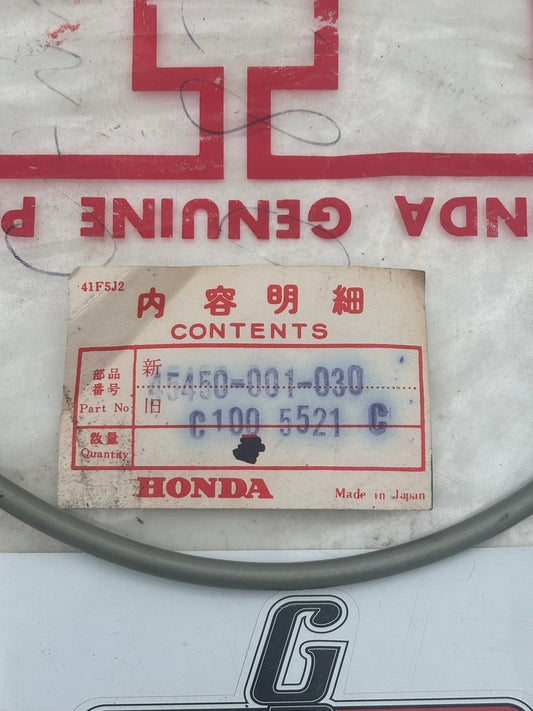 HONDA GENUINE P
41F5J2
内容明細
CONTENTS
部品番号 新 45450-001-030
Part No 旧 C100 5521 C
数量
Quantity
HONDA Made in Japan
G